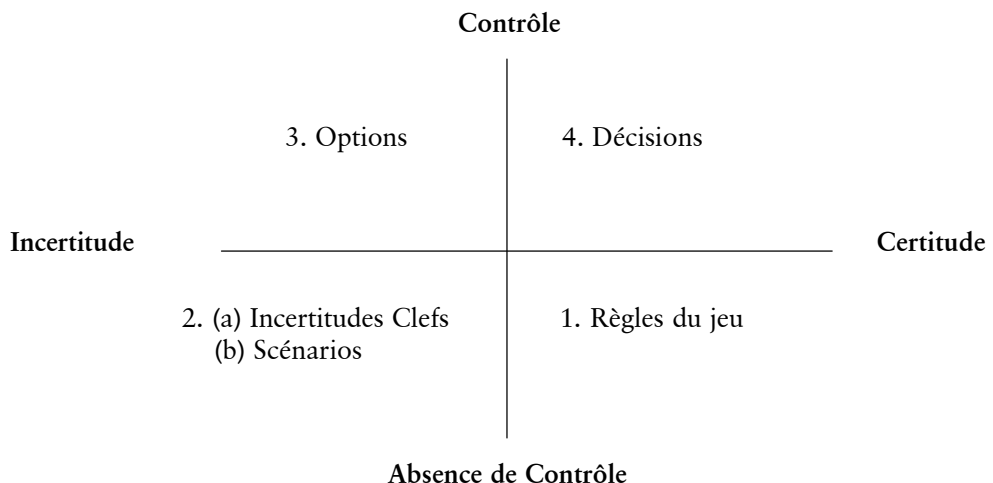 Contrôle
3. Options
4. Décisions
Incertitude
Certitude
2. (a) Incertitudes Clefs
(b) Scénarios
1. Règles du jeu
Absence de Contrôle